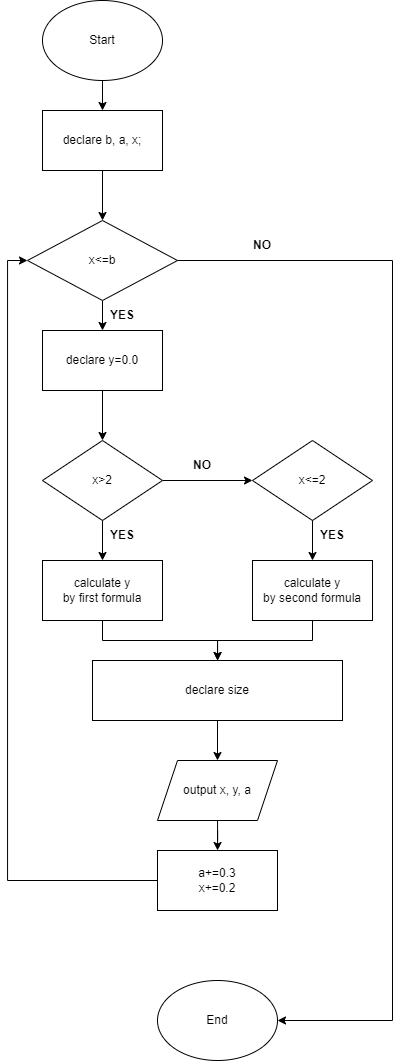 Start
declare b, a, x;
x<=b
NO
YES
declare y=0.0
x>2
NO
x<=2
YES
YES
calculate y
by first formula
calculate y
by second formula
declare size
output x, y, a
a+=0.3
x+=0.2
End